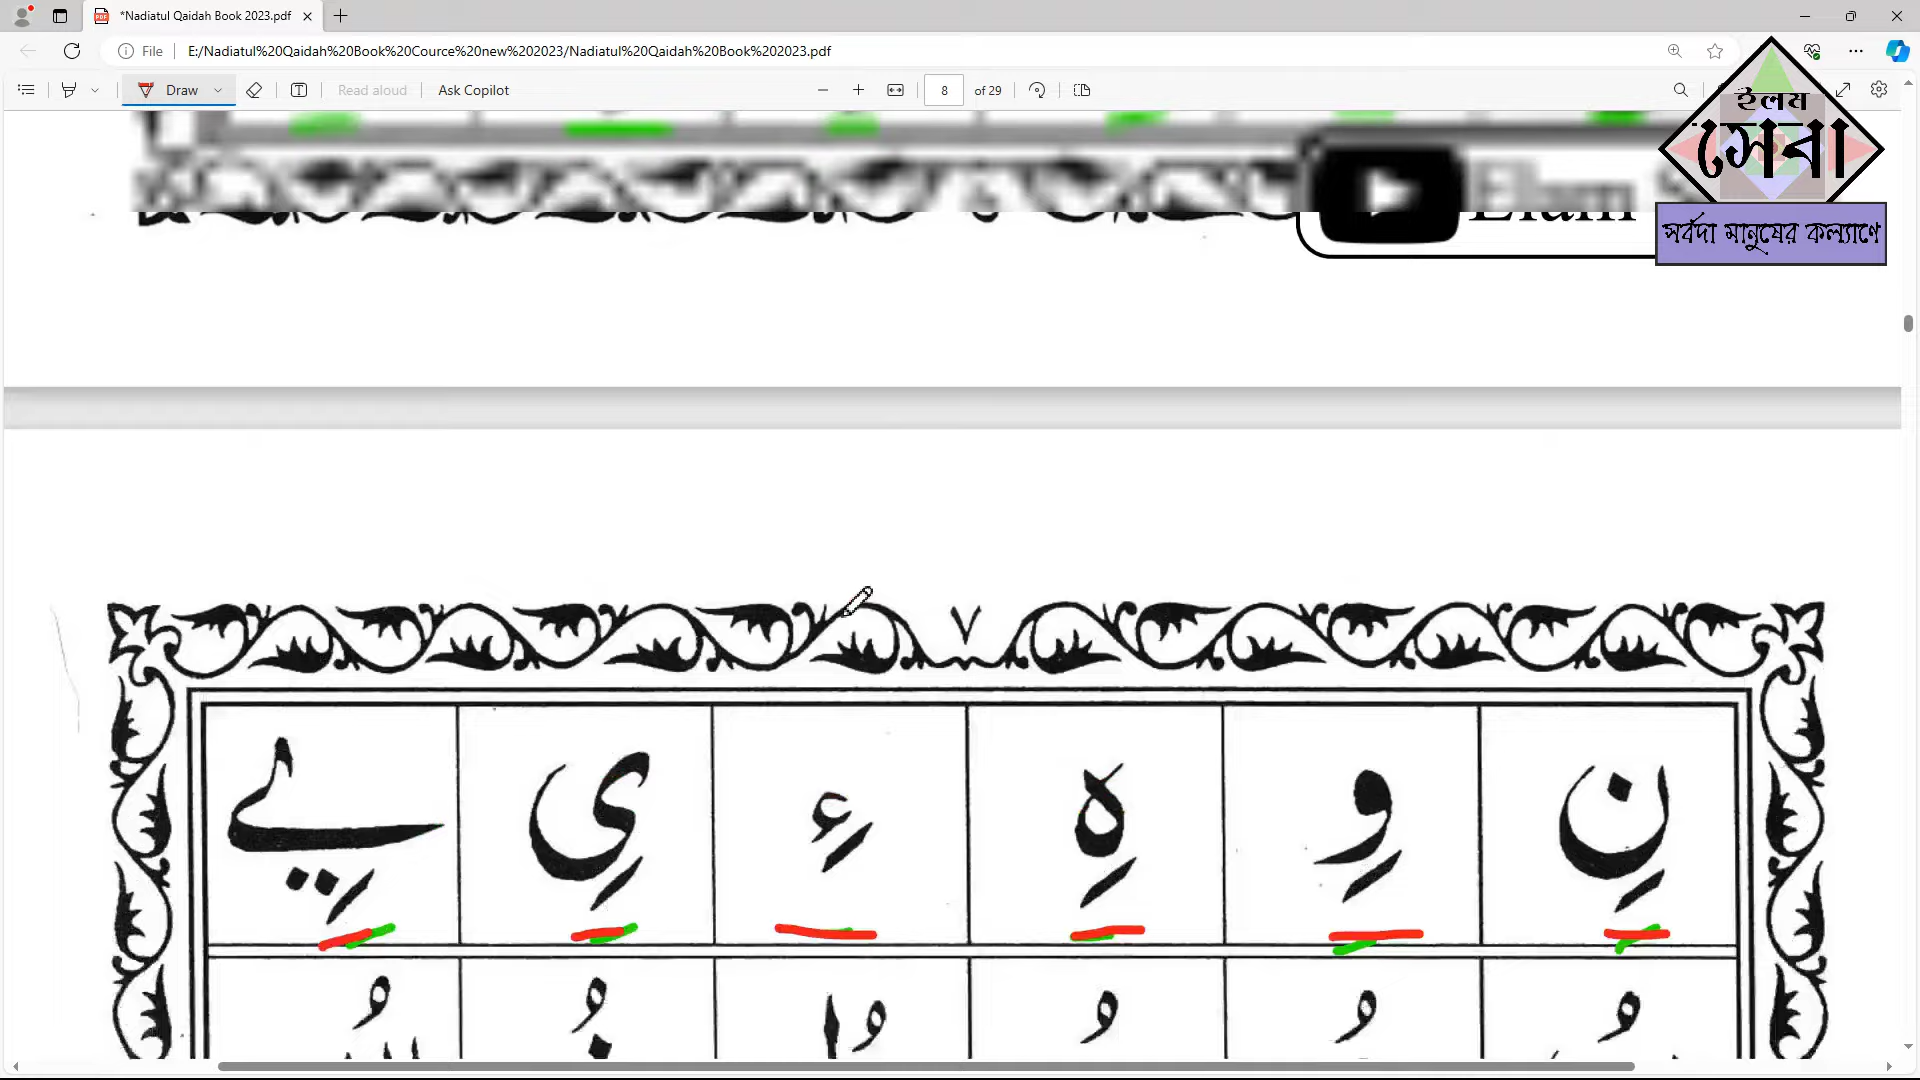 *Nadiatul Qaidah Book 2023.pdf
File E:/Nadiatul%20Qaidah%20Book%20Cource%20new%202023/Nadiatul%20Qaidah%20Book%202023.pdf
Draw Read aloud Ask Copilot 8 of 29
ইলম
সেবা
Elam
সর্বদা মানুষের কল্যাণে
٧
نِ وِ هِ ءِ يِ ےِ